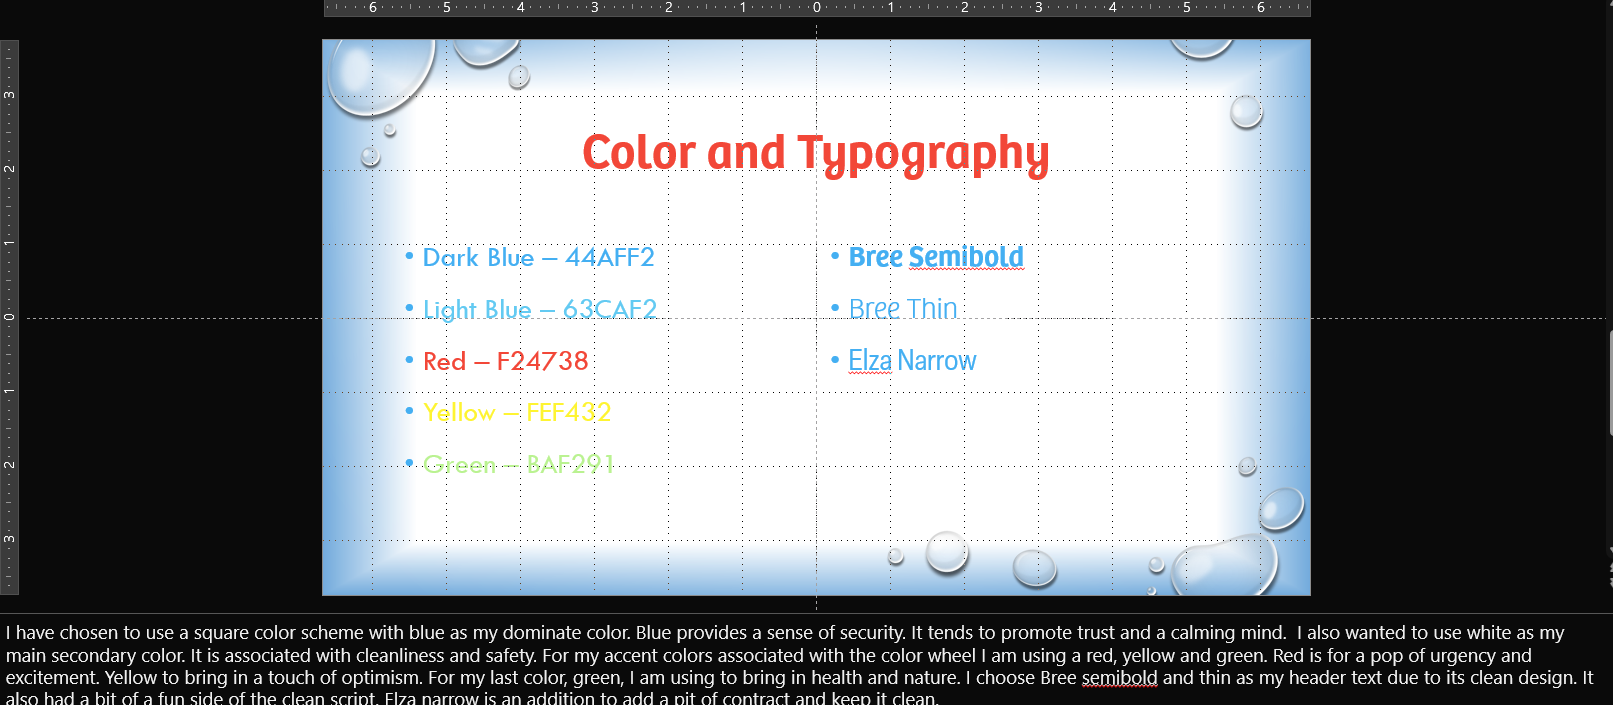 6 5 4 3 2 1 0 1 2 3 4 5 6
3
2
1
0
1
2
3
Color and Typography
• Dark Blue – 44AFF2
• Light Blue – 63CAF2
• Red – F24738
• Yellow – FEF432
• Green – BAF291
• Bree Semibold
• Bree Thin
• Elza Narrow
I have chosen to use a square color scheme with blue as my dominate color. Blue provides a sense of security. It tends to promote trust and a calming mind.  I also wanted to use white as my
main secondary color. It is associated with cleanliness and safety. For my accent colors associated with the color wheel I am using a red, yellow and green. Red is for a pop of urgency and
excitement. Yellow to bring in a touch of optimism. For my last color, green, I am using to bring in health and nature. I choose Bree semibold and thin as my header text due to its clean design. It
also had a bit of a fun side of the clean script. Elza narrow is an addition to add a pit of contract and keep it clean.